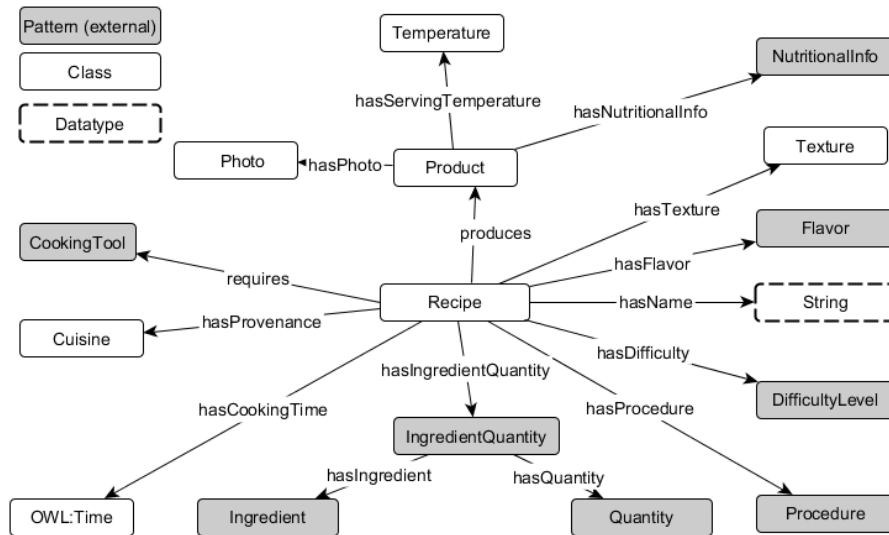 Pattern (external)
Class
Datatype
Temperature
NutritionalInfo
hasServingTemperature
hasNutritionalInfo
Photo
hasPhoto
Product
Texture
hasTexture
produces
CookingTool
Flavor
hasFlavor
requires
Recipe
hasName
String
hasProvenance
Cuisine
hasDifficulty
hasIngredientQuantity
DifficultyLevel
hasCookingTime
hasProcedure
IngredientQuantity
hasIngredient
hasQuantity
OWL:Time
Ingredient
Quantity
Procedure